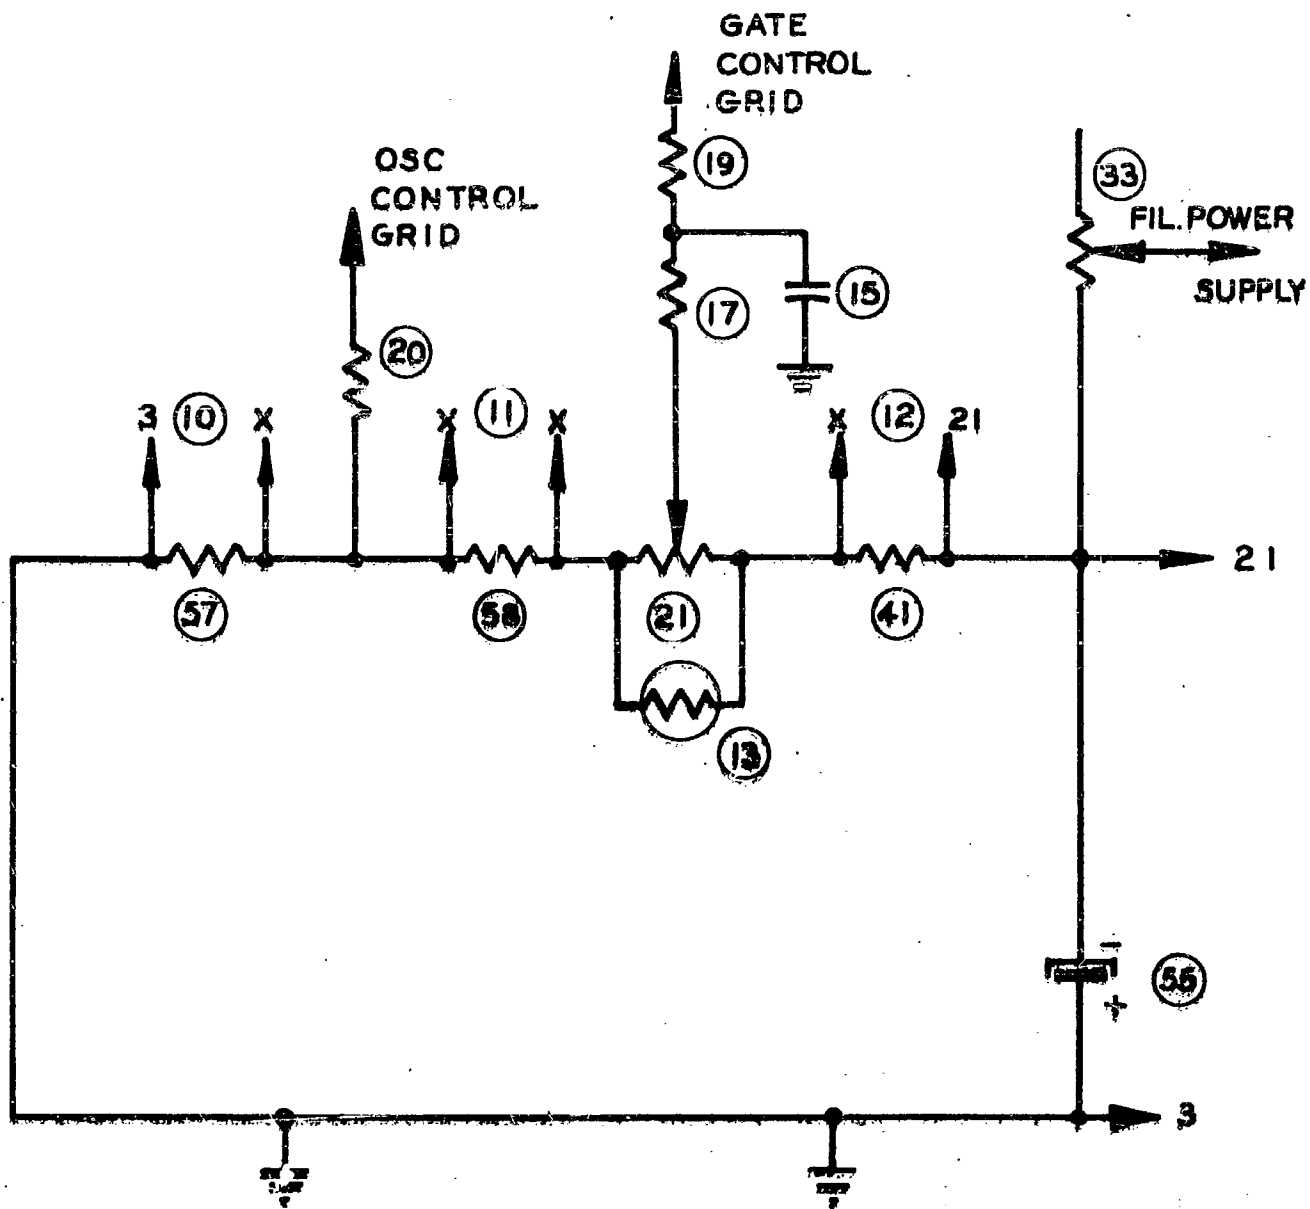 GATE
CONTROL
GRID
OSC
CONTROL
GRID
19
33
FIL. POWER
SUPPLY
17
15
20
3
10
X
X
11
X
X
12
21
21
57
58
21
41
13
-
55
+
3